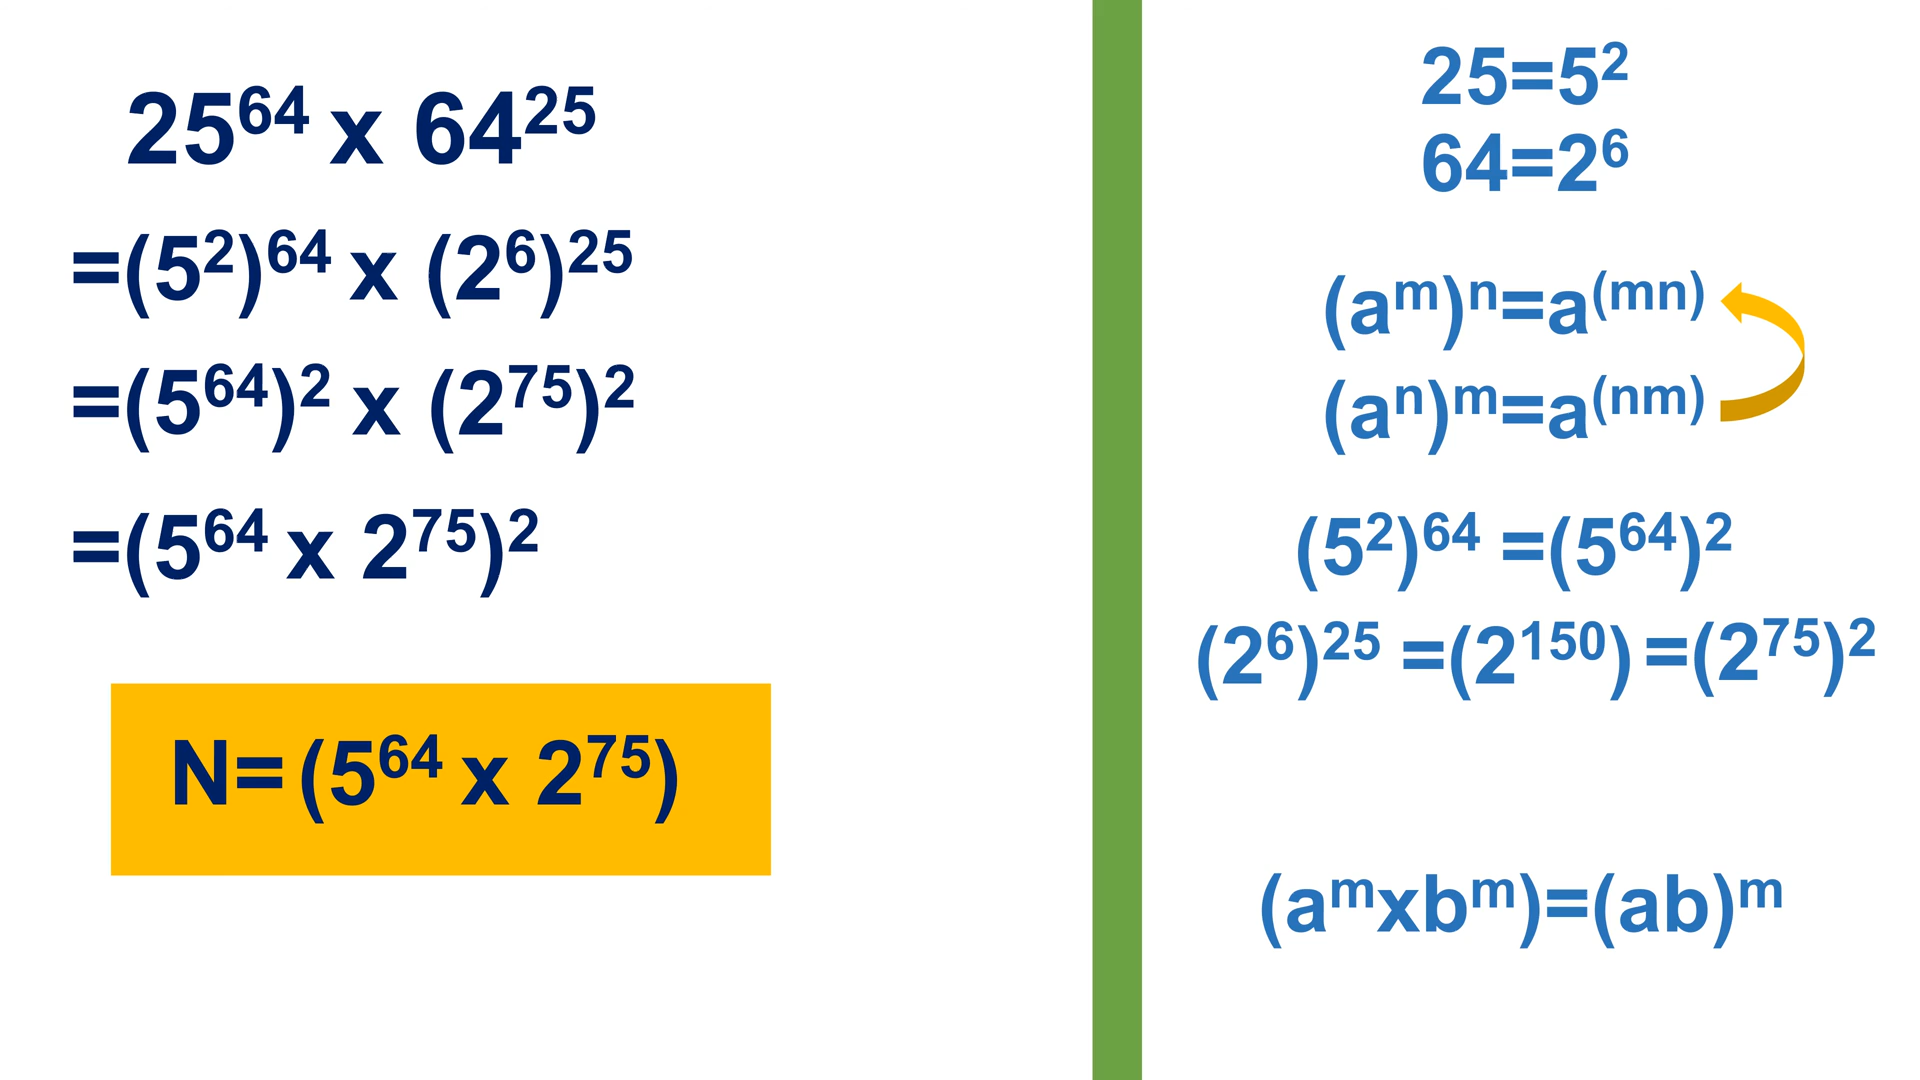 25⁶⁴ x 64²⁵
=(5²)⁶⁴ x (2⁶)²⁵
=(5⁶⁴)² x (2⁷⁵)²
=(5⁶⁴ x 2⁷⁵)²
N= (5⁶⁴ x 2⁷⁵)
25=5²
64=2⁶
(aᵐ)ⁿ=a⁽ᵐⁿ⁾
(aⁿ)ᵐ=a⁽ⁿᵐ⁾
(5²)⁶⁴ =(5⁶⁴)²
(2⁶)²⁵ =(2¹⁵⁰) =(2⁷⁵)²
(aᵐxbᵐ)=(ab)ᵐ